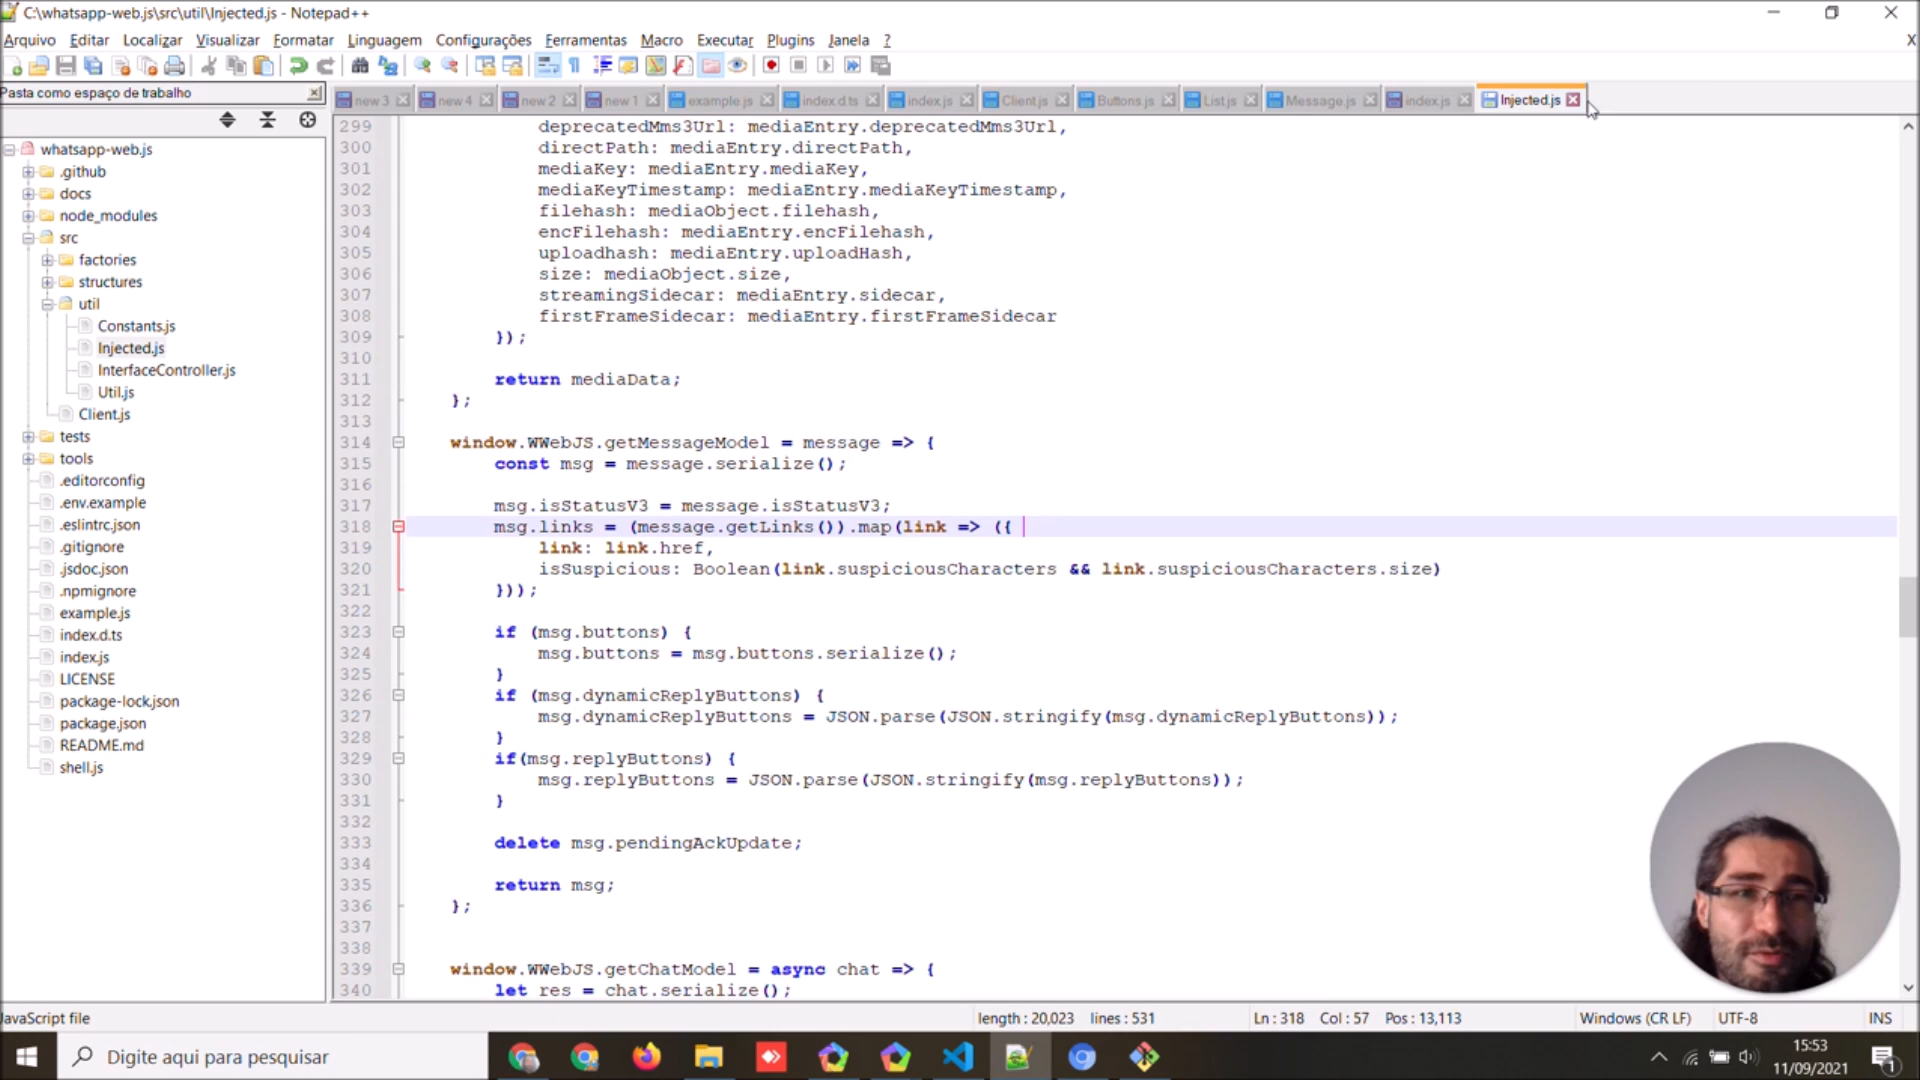 C:\whatsapp-web.js\src\util\Injected.js - Notepad++
Arquivo Editar Localizar Visualizar Formatar Linguagem Configurações Ferramentas Macro Executar Plugins Janela ? X
Pasta como espaço de trabalho
new 3 new 4 new 2 new 1 example.js index.d.ts index.js Client.js Buttons.js List.js Message.js index.js Injected.js
whatsapp-web.js
.github
docs
node_modules
src
factories
structures
util
Constants.js
Injected.js
InterfaceController.js
Util.js
Client.js
tests
tools
.editorconfig
.env.example
.eslintrc.json
.gitignore
.jsdoc.json
.npmignore
example.js
index.d.ts
index.js
LICENSE
package-lock.json
package.json
README.md
shell.js
299 deprecatedMms3Url: mediaEntry.deprecatedMms3Url,
300 directPath: mediaEntry.directPath,
301 mediaKey: mediaEntry.mediaKey,
302 mediaKeyTimestamp: mediaEntry.mediaKeyTimestamp,
303 filehash: mediaObject.filehash,
304 encFilehash: mediaEntry.encFilehash,
305 uploadhash: mediaEntry.uploadHash,
306 size: mediaObject.size,
307 streamingSidecar: mediaEntry.sidecar,
308 firstFrameSidecar: mediaEntry.firstFrameSidecar
309 });
310
311 return mediaData;
312 };
313
314 window.WWebJS.getMessageModel = message => {
315 const msg = message.serialize();
316
317 msg.isStatusV3 = message.isStatusV3;
318 msg.links = (message.getLinks()).map(link => ({
319 link: link.href,
320 isSuspicious: Boolean(link.suspiciousCharacters && link.suspiciousCharacters.size)
321 }));
322
323 if (msg.buttons) {
324 msg.buttons = msg.buttons.serialize();
325 }
326 if (msg.dynamicReplyButtons) {
327 msg.dynamicReplyButtons = JSON.parse(JSON.stringify(msg.dynamicReplyButtons));
328 }
329 if(msg.replyButtons) {
330 msg.replyButtons = JSON.parse(JSON.stringify(msg.replyButtons));
331 }
332
333 delete msg.pendingAckUpdate;
334
335 return msg;
336 };
337
338
339 window.WWebJS.getChatModel = async chat => {
340 let res = chat.serialize();
JavaScript file length : 20,023 lines : 531 Ln : 318 Col : 57 Pos : 13,113 Windows (CR LF) UTF-8 INS
Digite aqui para pesquisar
15:53
11/09/2021
1